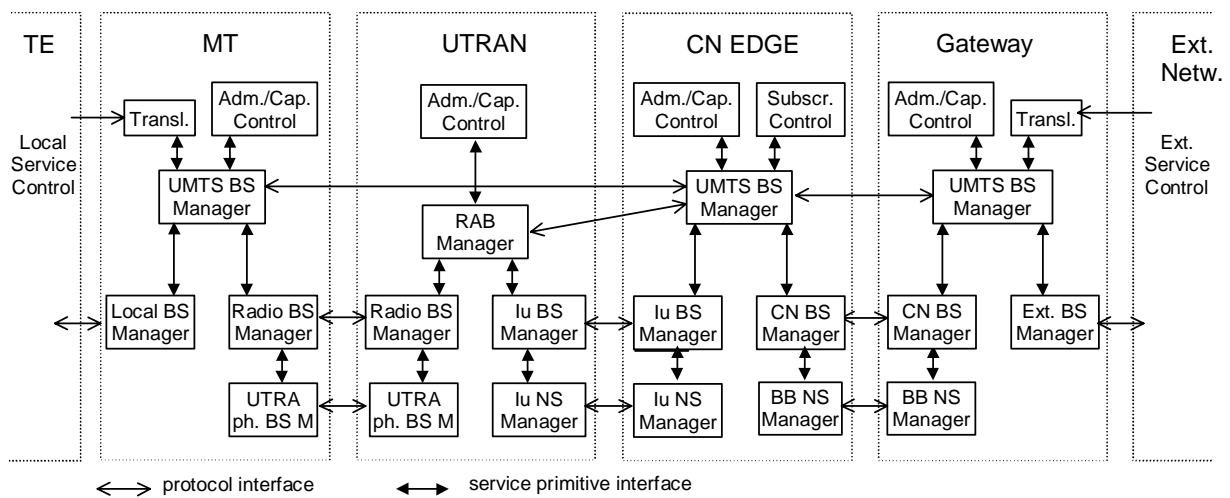 TE
MT
UTRAN
CN EDGE
Gateway
Ext.
Netw.
Transl.
Adm./Cap.
Control
Adm./Cap.
Control
Adm./Cap.
Control
Subscr.
Control
Adm./Cap.
Control
Transl.
Local
Service
Control
Ext.
Service
Control
UMTS BS
Manager
RAB
Manager
UMTS BS
Manager
UMTS BS
Manager
Local BS
Manager
Radio BS
Manager
Radio BS
Manager
Iu BS
Manager
Iu BS
Manager
CN BS
Manager
CN BS
Manager
Ext. BS
Manager
UTRA
ph. BS M
UTRA
ph. BS M
Iu NS
Manager
Iu NS
Manager
BB NS
Manager
BB NS
Manager
protocol interface
service primitive interface